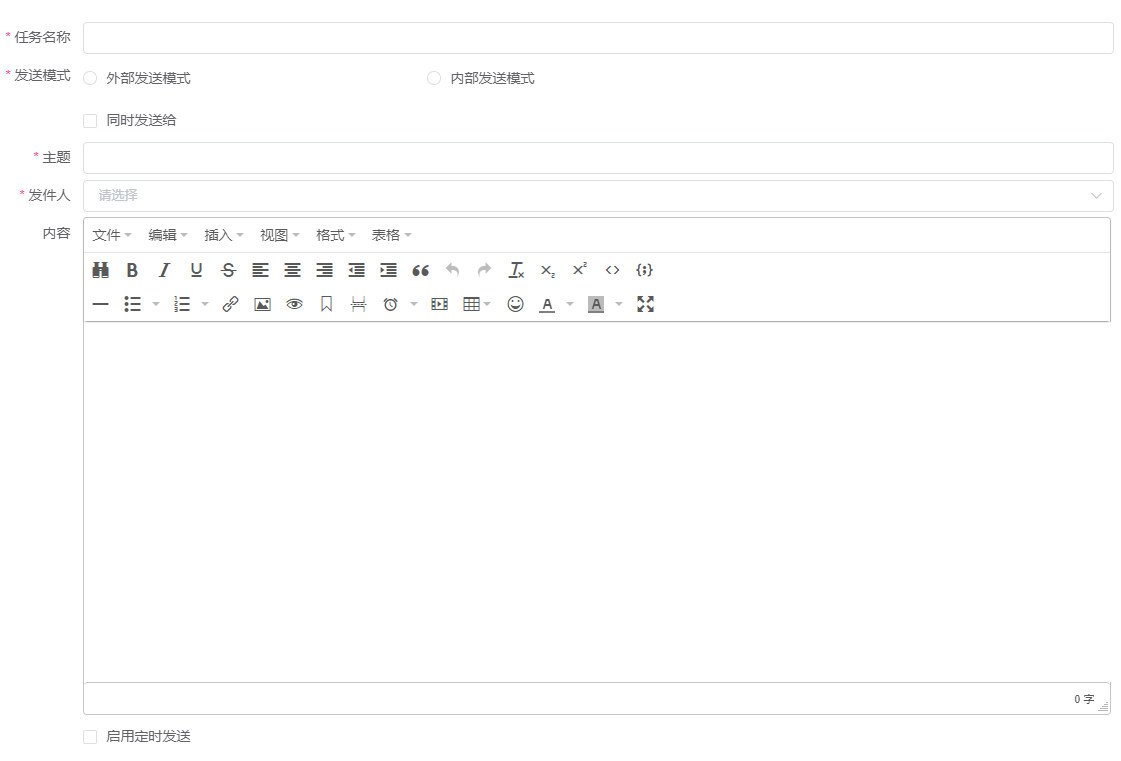 * 任务名称
* 发送模式 外部发送模式 内部发送模式
同时发送给
* 主题
* 发件人 请选择
内容 文件 编辑 插入 视图 格式 表格
0 字
启用定时发送